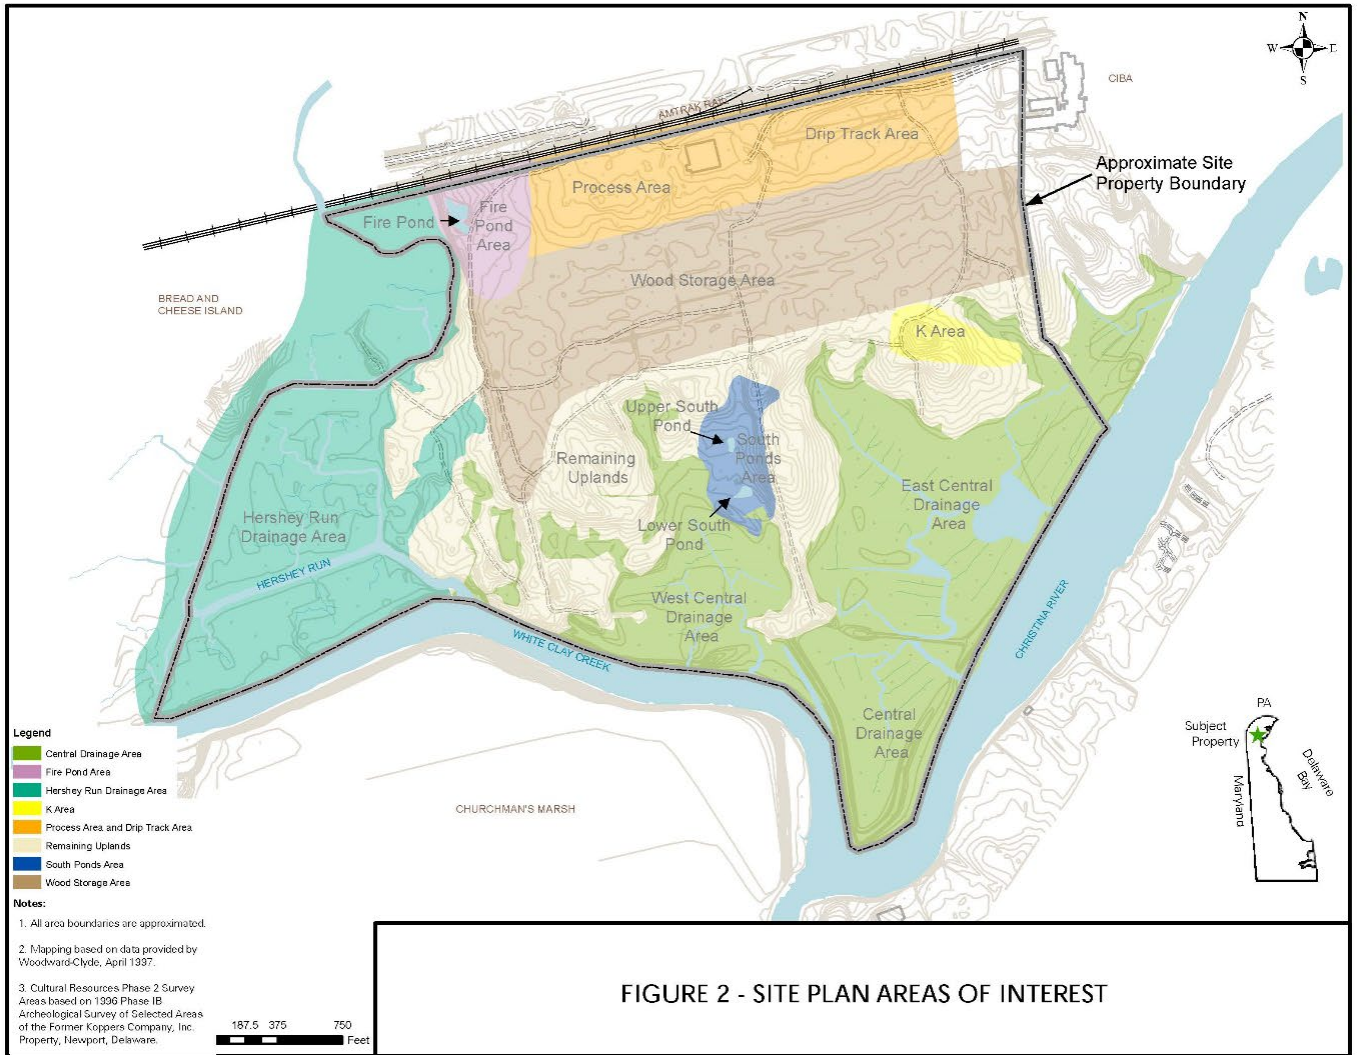 N
W
E
S
CIBA
AMTRAK RAIL
Drip Track Area
Approximate Site
Property Boundary
Process Area
Fire Pond
Fire
Pond
Area
Wood Storage Area
BREAD AND
CHEESE ISLAND
K Area
Upper South
Pond
South
Ponds
Area
Remaining
Uplands
East Central
Drainage
Area
Hershey Run
Drainage Area
Lower South
Pond
HERSHEY RUN
West Central
Drainage
Area
WHITE CLAY CREEK
CHRISTINA RIVER
Central
Drainage
Area
CHURCHMAN'S MARSH
PA
Subject
Property
Delaware
Bay
Maryland
Legend
Central Drainage Area
Fire Pond Area
Hershey Run Drainage Area
K Area
Process Area and Drip Track Area
Remaining Uplands
South Ponds Area
Wood Storage Area
Notes:
1. All area boundaries are approximated.
2. Mapping based on data provided by
Woodward-Clyde, April 1997.
3. Cultural Resources Phase 2 Survey
Areas based on 1996 Phase IB
Archeological Survey of Selected Areas
of the Former Koppers Company, Inc.
Property, Newport, Delaware.
187.5 375 750
Feet
FIGURE 2 - SITE PLAN AREAS OF INTEREST